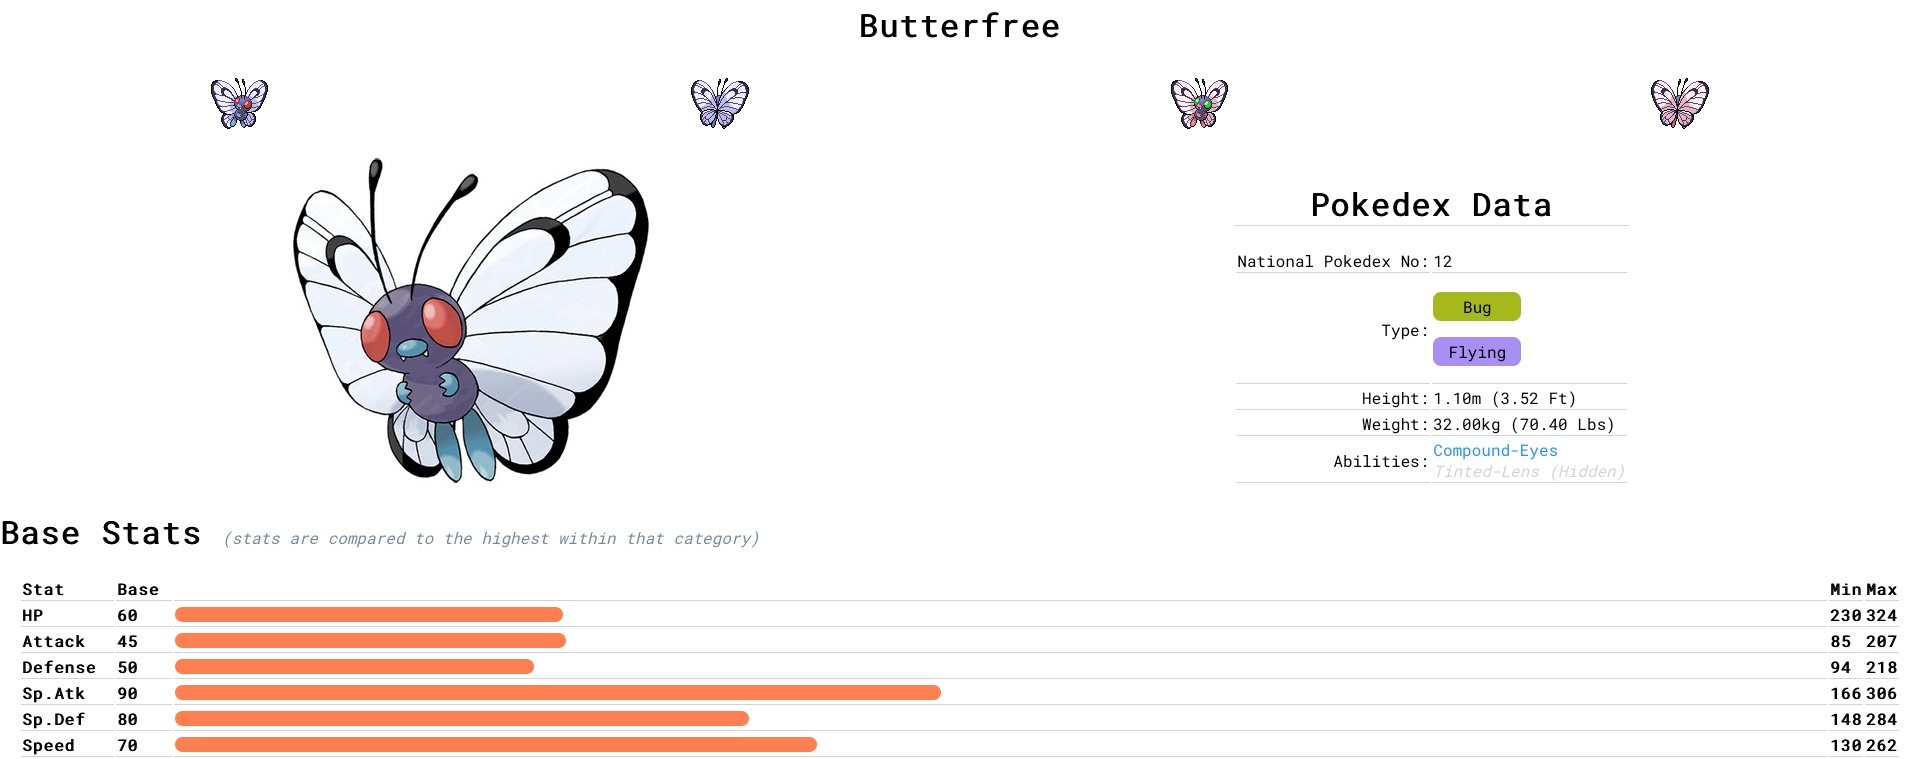 Butterfree
Pokedex Data
National Pokedex No: 12
Type:
Bug
Flying
Height: 1.10m (3.52 Ft)
Weight: 32.00kg (70.40 Lbs)
Abilities:
Compound-Eyes
Tinted-Lens (Hidden)
Base Stats (stats are compared to the highest within that category)
Stat Base Min Max
HP 60 230 324
Attack 45 85 207
Defense 50 94 218
Sp.Atk 90 166 306
Sp.Def 80 148 284
Speed 70 130 262